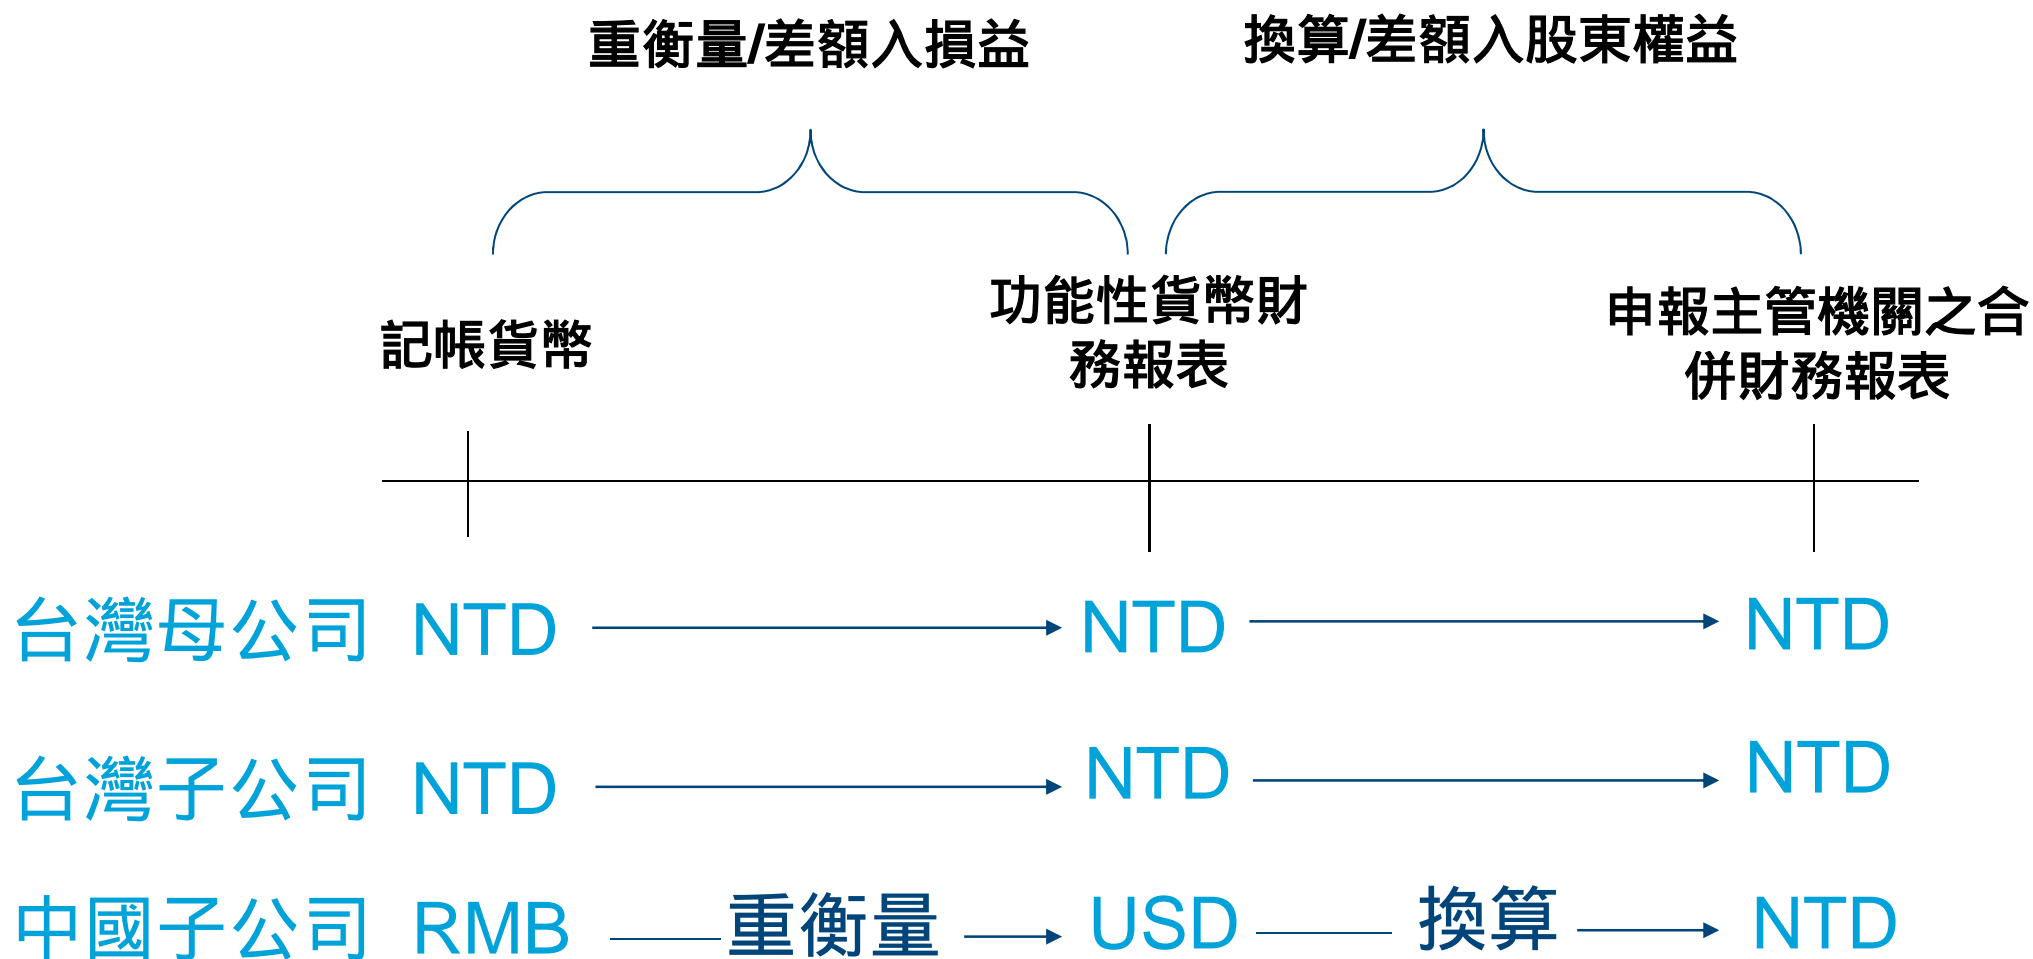 重衡量/差額入損益
換算/差額入股東權益
記帳貨幣
功能性貨幣財
務報表
申報主管機關之合
併財務報表
台灣母公司 NTD NTD NTD
台灣子公司 NTD NTD NTD
中國子公司 RMB 重衡量 USD 換算 NTD